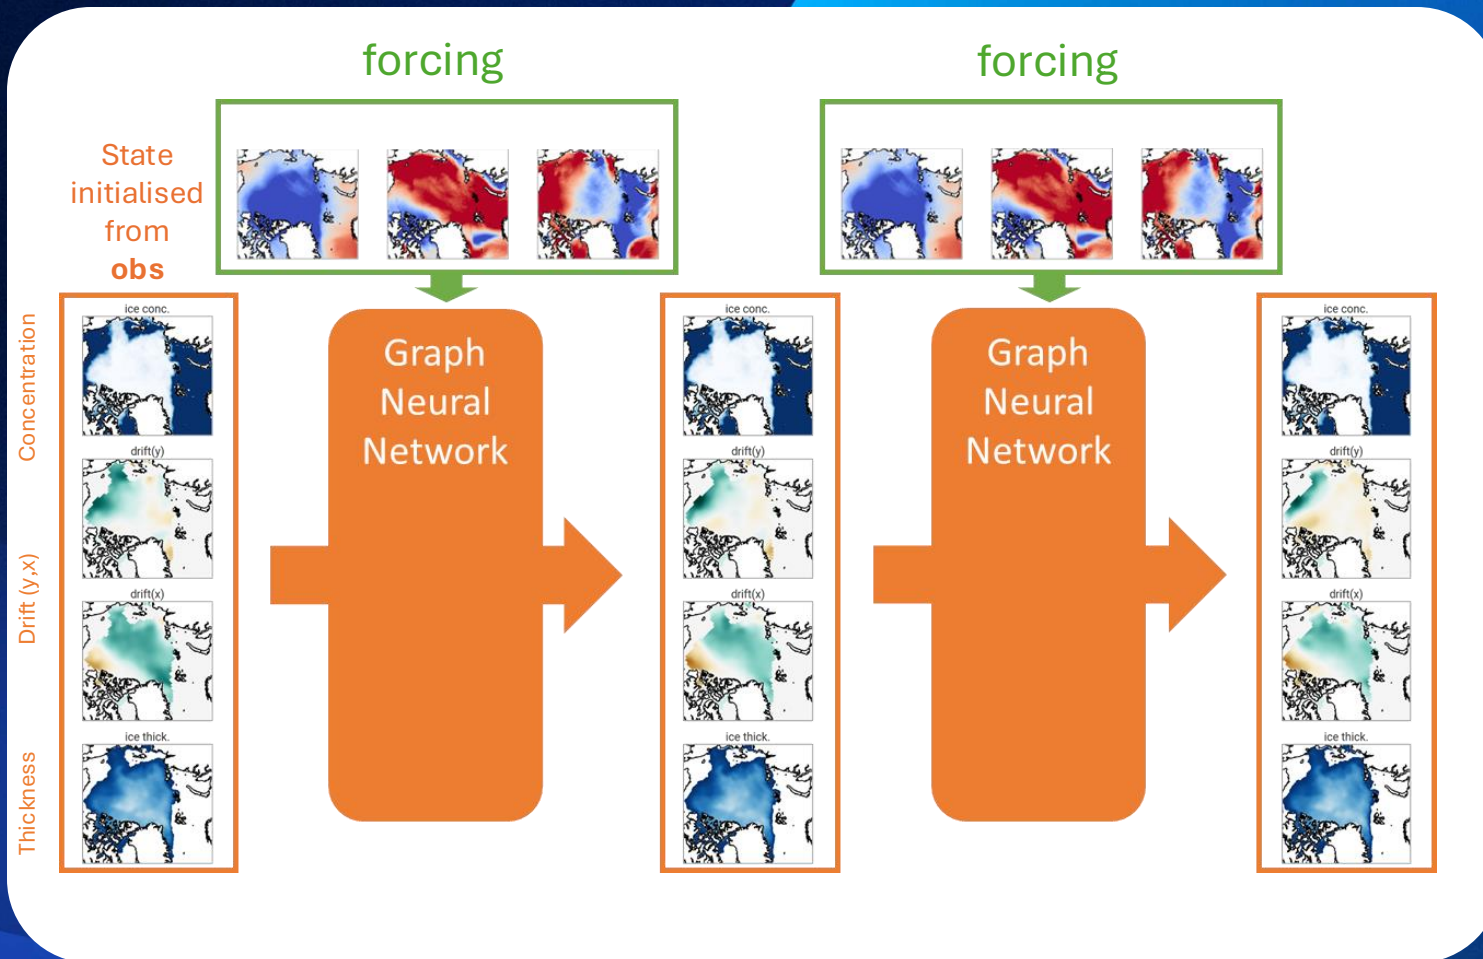 forcing
forcing
State
initialised
from
obs
Concentration
Drift (y,x)
Thickness
ice conc.
drift(y)
drift(x)
ice thick.
Graph
Neural
Network
ice conc.
drift(y)
drift(x)
ice thick.
Graph
Neural
Network
ice conc.
drift(y)
drift(x)
ice thick.